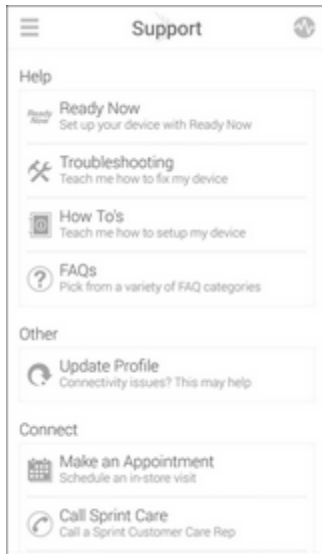 Support
Help
Ready Now
Ready Now
Set up your device with Ready Now
Troubleshooting
Teach me how to fix my device
How To's
Teach me how to setup my device
FAQs
Pick from a variety of FAQ categories
Other
Update Profile
Connectivity issues? This may help
Connect
Make an Appointment
Schedule an in-store visit
Call Sprint Care
Call a Sprint Customer Care Rep